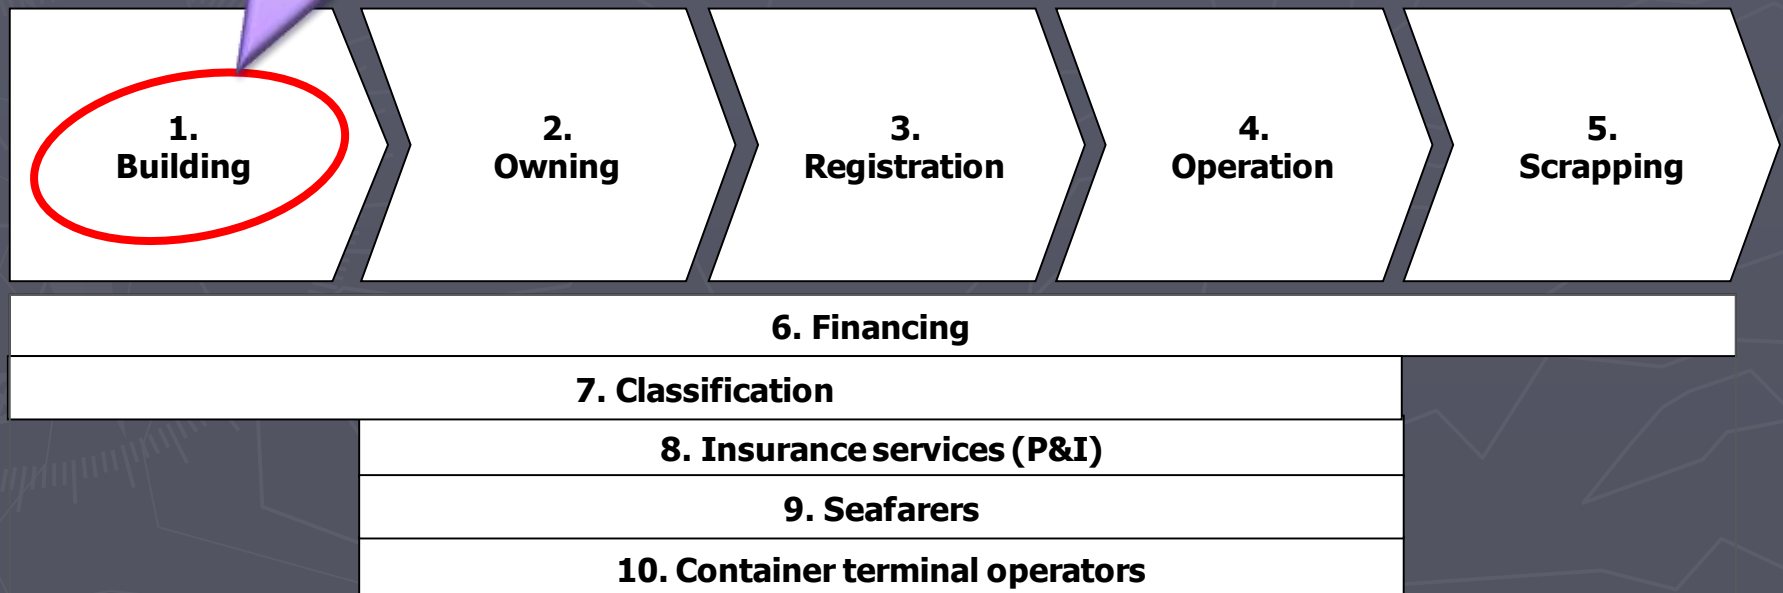 1.
Building
2.
Owning
3.
Registration
4.
Operation
5.
Scrapping
6. Financing
7. Classification
8. Insurance services (P&I)
9. Seafarers
10. Container terminal operators